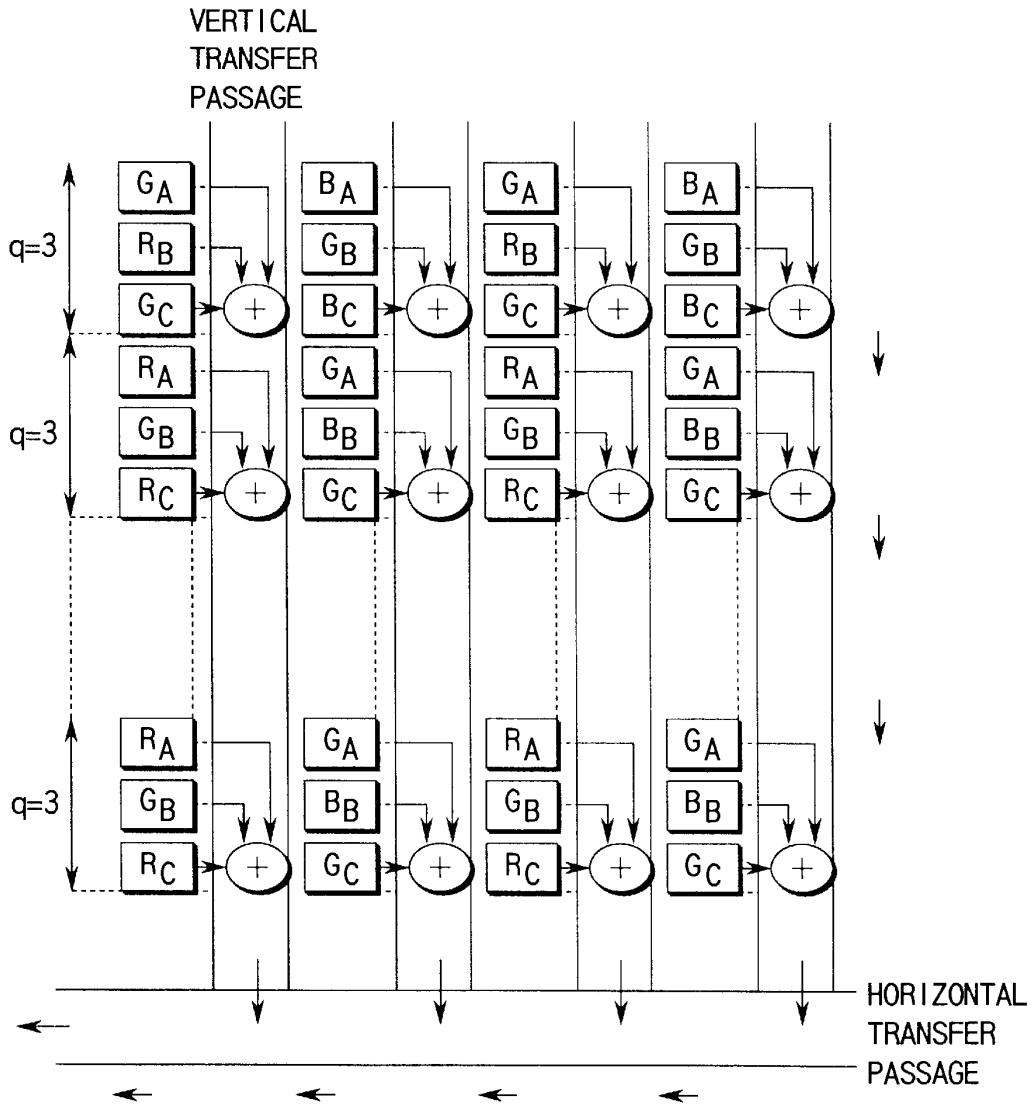 VERTICAL
TRANSFER
PASSAGE
GA BA GA BA
q=3 RB GB RB GB
GC + BC + GC + BC +
RA GA RA GA
q=3 GB BB GB BB
RC + GC + RC + GC +
RA GA RA GA
q=3 GB BB GB BB
RC + GC + RC + GC +
HORIZONTAL
TRANSFER
PASSAGE